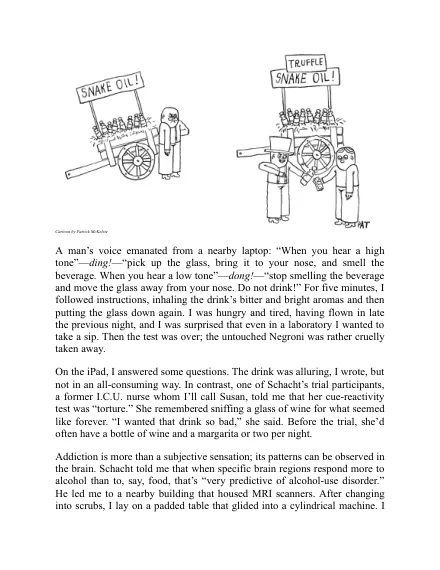 SNAKE OIL!
TRUFFLE
SNAKE OIL!
PAT
Cartoon by Patrick McKelvie
A man's voice emanated from a nearby laptop: “When you hear a high
tone”—ding!—“pick up the glass, bring it to your nose, and smell the
beverage. When you hear a low tone”—dong!—“stop smelling the beverage
and move the glass away from your nose. Do not drink!” For five minutes, I
followed instructions, inhaling the drink's bitter and bright aromas and then
putting the glass down again. I was hungry and tired, having flown in late
the previous night, and I was surprised that even in a laboratory I wanted to
take a sip. Then the test was over; the untouched Negroni was rather cruelly
taken away.
On the iPad, I answered some questions. The drink was alluring, I wrote, but
not in an all-consuming way. In contrast, one of Schacht's trial participants,
a former I.C.U. nurse whom I'll call Susan, told me that her cue-reactivity
test was “torture.” She remembered sniffing a glass of wine for what seemed
like forever. “I wanted that drink so bad,” she said. Before the trial, she'd
often have a bottle of wine and a margarita or two per night.
Addiction is more than a subjective sensation; its patterns can be observed in
the brain. Schacht told me that when specific brain regions respond more to
alcohol than to, say, food, that's “very predictive of alcohol-use disorder.”
He led me to a nearby building that housed MRI scanners. After changing
into scrubs, I lay on a padded table that glided into a cylindrical machine. I